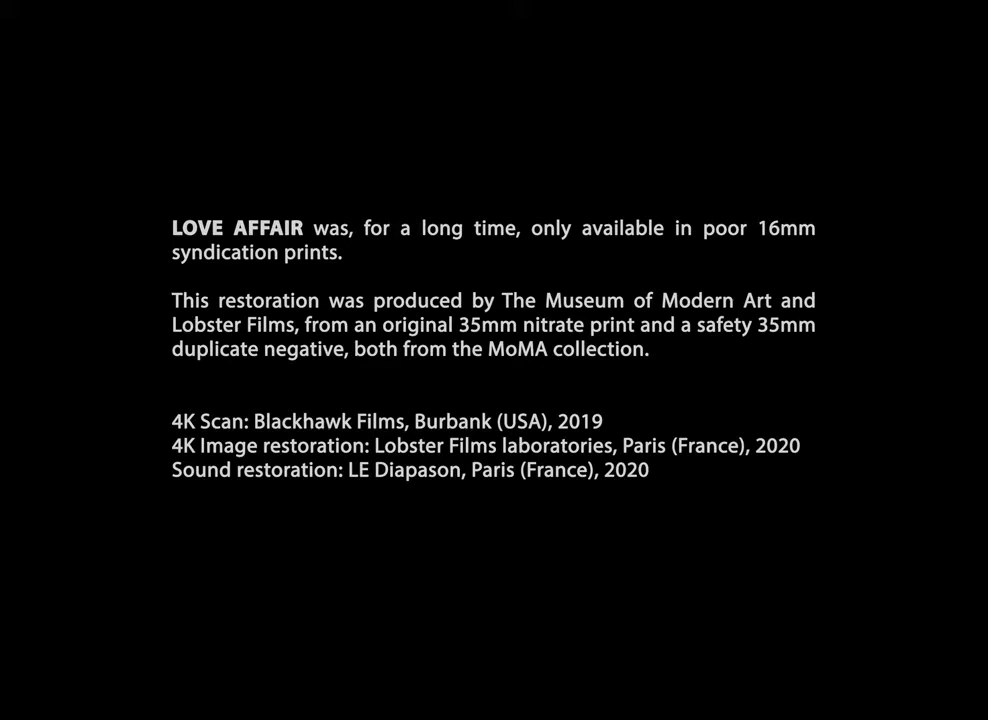 LOVE AFFAIR was, for a long time, only available in poor 16mm
syndication prints.
This restoration was produced by The Museum of Modern Art and
Lobster Films, from an original 35mm nitrate print and a safety 35mm
duplicate negative, both from the MoMA collection.
4K Scan: Blackhawk Films, Burbank (USA), 2019
4K Image restoration: Lobster Films laboratories, Paris (France), 2020
Sound restoration: LE Diapason, Paris (France), 2020